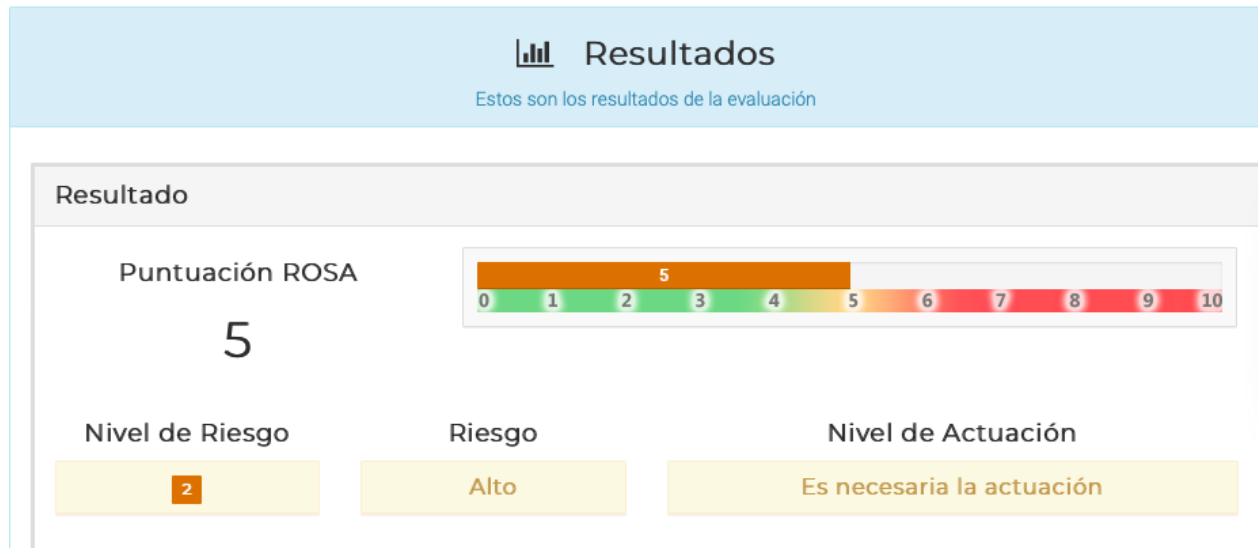 Resultados
Estos son los resultados de la evaluación
Resultado
Puntuación ROSA
5
5
0 1 2 3 4 5 6 7 8 9 10
Nivel de Riesgo
Riesgo
Nivel de Actuación
2
Alto
Es necesaria la actuación